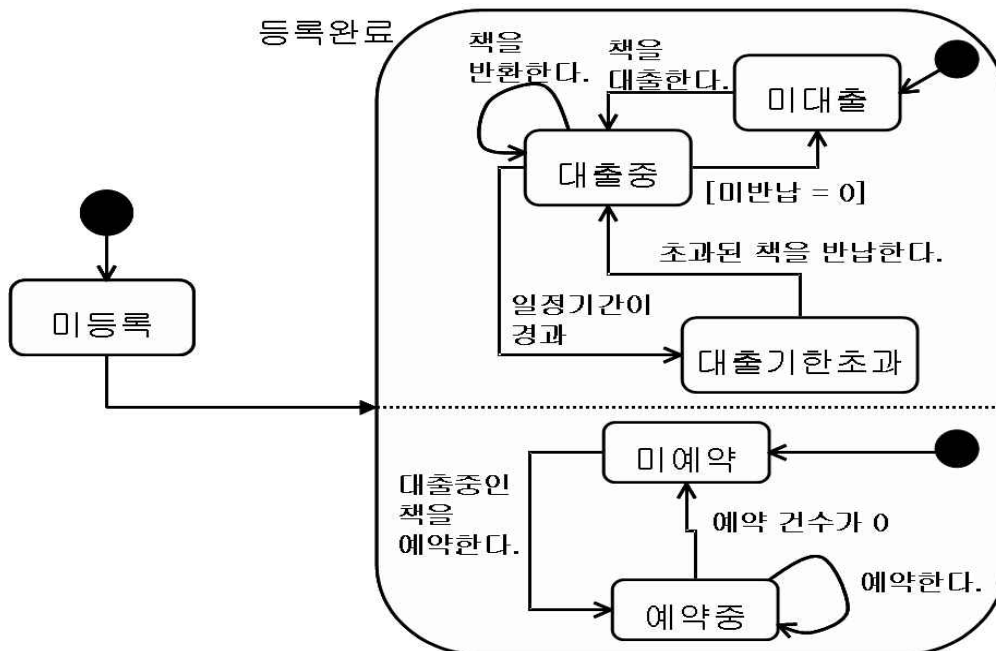 등록완료
책을
반환한다.
책을
대출한다.
미대출
대출중
[미반납 = 0]
초과된 책을 반납한다.
미등록
일정기간이
경과
대출기한초과
미예약
대출중인
책을
예약한다.
예약 건수가 0
예약중
예약한다.